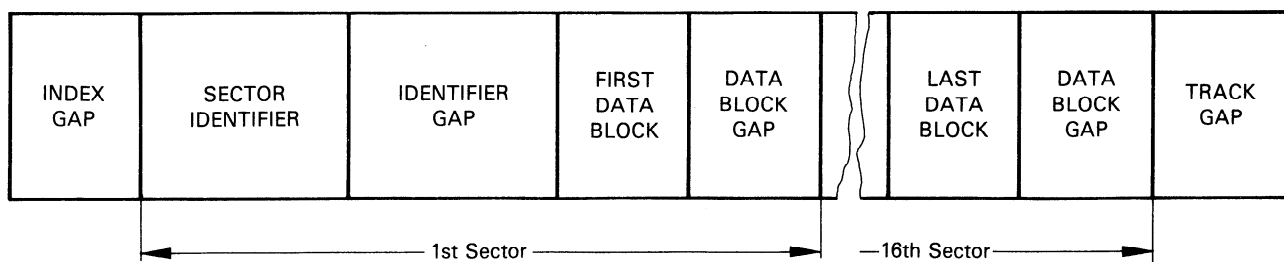 INDEX
GAP
SECTOR
IDENTIFIER
IDENTIFIER
GAP
FIRST
DATA
BLOCK
DATA
BLOCK
GAP
LAST
DATA
BLOCK
DATA
BLOCK
GAP
TRACK
GAP
1st Sector
16th Sector